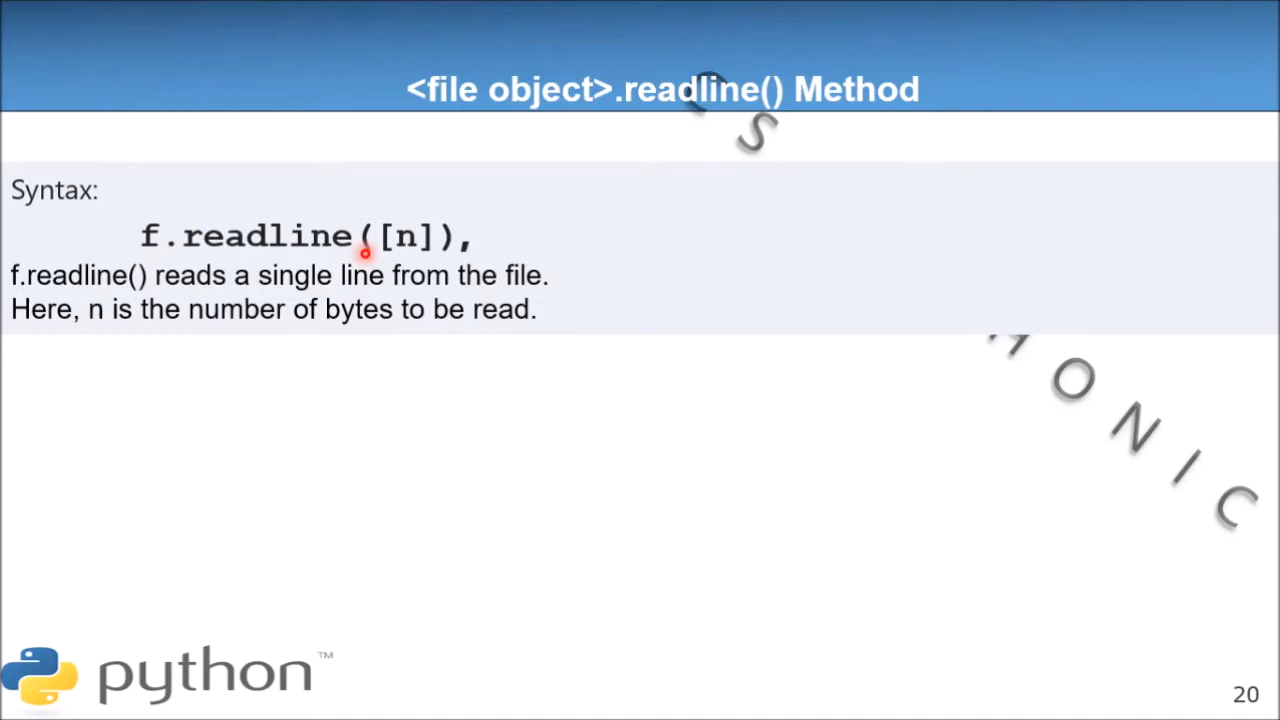 <file object>.readline() Method
C S
Syntax:
f.readline([n]),
f.readline() reads a single line from the file.
Here, n is the number of bytes to be read.
H O N I C
python™
20